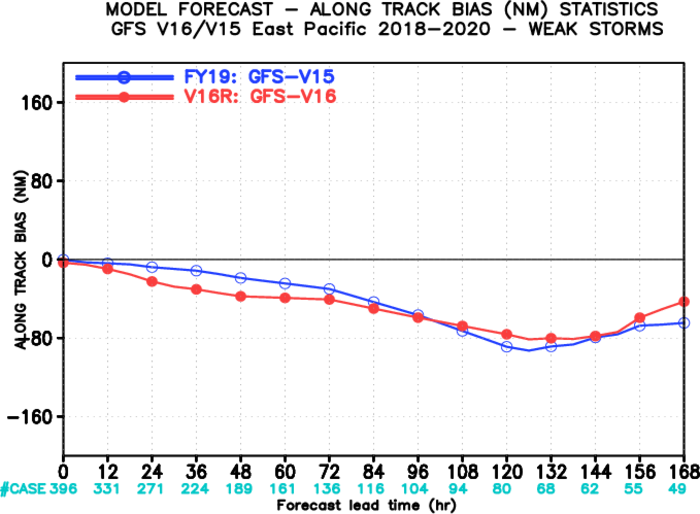 MODEL FORECAST − ALONG TRACK BIAS (NM) STATISTICS
GFS V16/V15 East Pacific 2018−2020 − WEAK STORMS
FY19: GFS−V15
V16R: GFS−V16
160
80
0
−80
−160
ALONG TRACK BIAS (NM)
0 12 24 36 48 60 72 84 96 108 120 132 144 156 168
#CASE 396 331 271 224 189 161 136 116 104 94 80 68 62 55 49
Forecast lead time (hr)